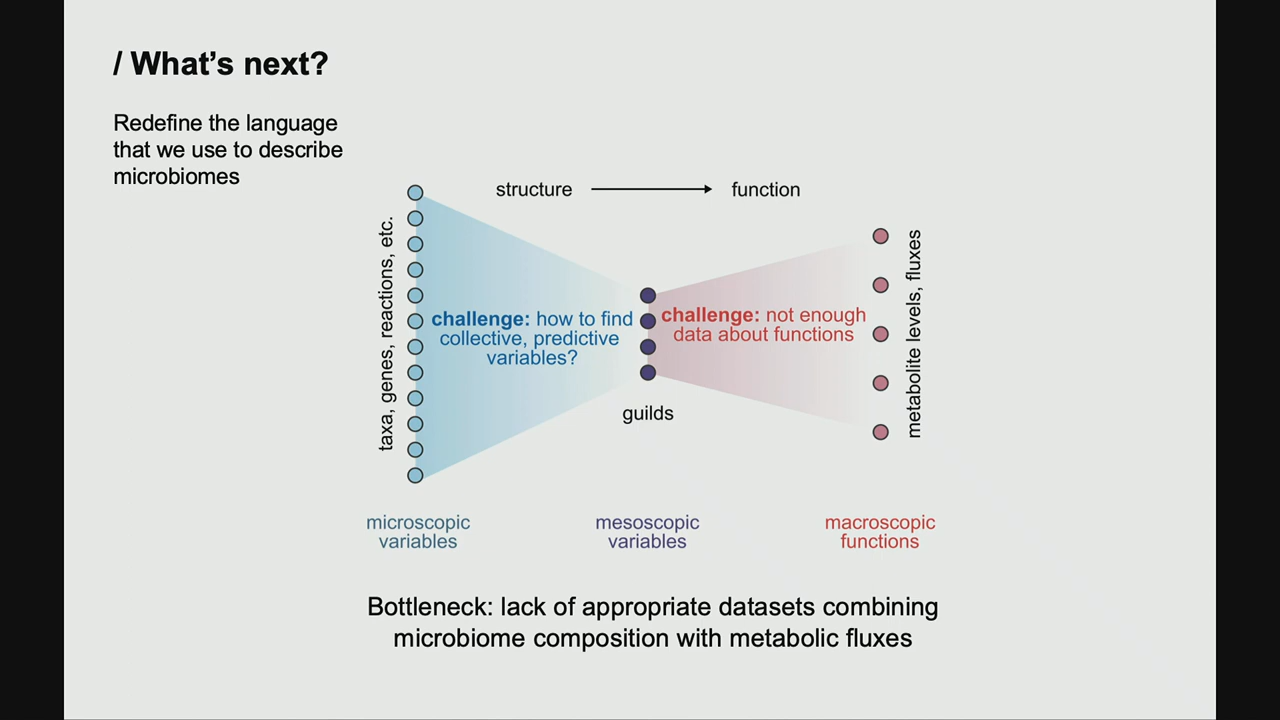 / What’s next?
Redefine the language
that we use to describe
microbiomes
structure
function
taxa, genes, reactions, etc.
challenge: how to find
collective, predictive
variables?
challenge: not enough
data about functions
metabolite levels, fluxes
guilds
microscopic
variables
mesoscopic
variables
macroscopic
functions
Bottleneck: lack of appropriate datasets combining
microbiome composition with metabolic fluxes